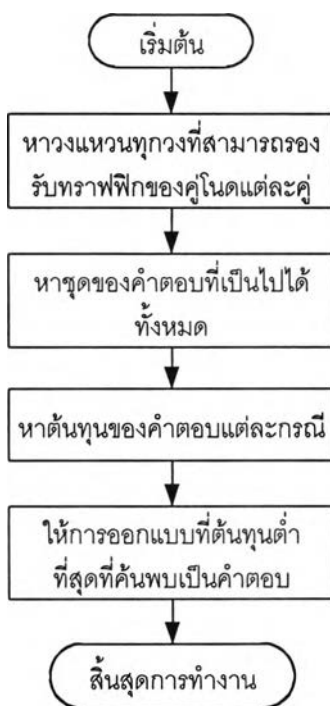 เริ่มต้น
หาวงแหวนทุกวงที่สามารถรอง
รับทราฟฟิกของคู่โนดแต่ละคู่
หาชุดของคำตอบที่เป็นไปได้
ทั้งหมด
หาต้นทุนของคำตอบแต่ละกรณี
ให้การออกแบบที่ต้นทุนต่ำ
ที่สุดที่ค้นพบเป็นคำตอบ
สิ้นสุดการทำงาน